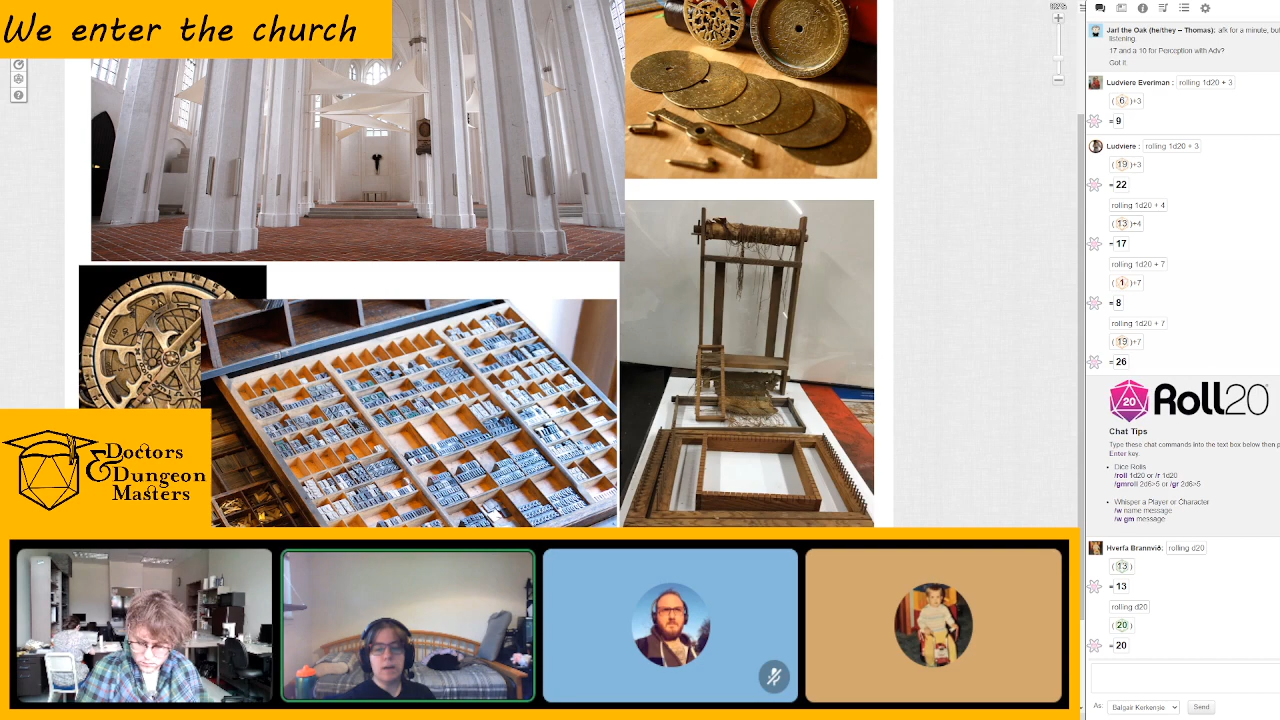 We enter the church
Doctors
& Dungeon
Masters
Jarl the Oak (he/they – Thomas): afk for a minute, but
listening
17 and a 10 for Perception with Adv?
Got it
Ludviere Everiman : rolling 1d20 + 3
(6)+3
= 9
Ludviere : rolling 1d20 + 3
(19)+3
= 22
rolling 1d20 + 4
(13)+4
= 17
rolling 1d20 + 7
(1)+7
= 8
rolling 1d20 + 7
(19)+7
= 26
20 Roll20
Chat Tips
Type these chat commands into the text box below then p
Enter key.
• Dice Rolls
/roll 1d20 or /r 1d20
/gmroll 2d6>5 or /gr 2d6>5
• Whisper a Player or Character
/w name message
/w gm message
Hverfa Brannvið: rolling d20
(13)
= 13
rolling d20
(20)
= 20
As: Balgair Kerkensie Send